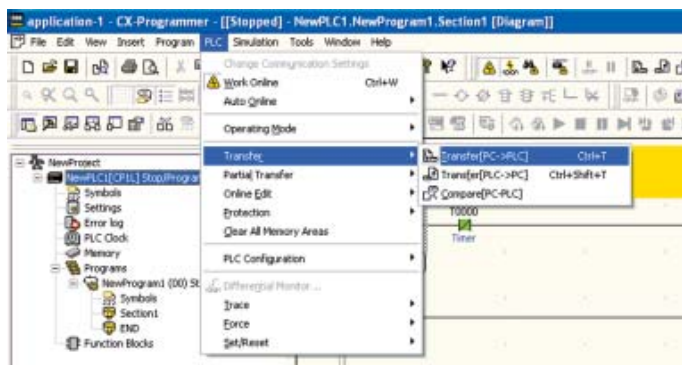 application-1 - CX-Programmer - [[Stopped] - NewPLC1.NewProgram1.Section1 [Diagram]]
File Edit View Insert Program PLC Simulation Tools Window Help
Change Communication Settings
Work Online Ctrl+W
Auto Online
Operating Mode
Transfer
Transfer[PC->PLC] Ctrl+T
Partial Transfer
Transfer[PLC->PC] Ctrl+Shift+T
Online Edit
Compare[PC-PLC]
Protection
Clear All Memory Areas
PLC Configuration
Differential Monitor ...
Trace
Force
Set/Reset
NewProject
NewPLC1[CP1L] Stop/Program
Symbols
Settings
Error log
PLC Clock
Memory
Programs
NewProgram1 (00) St
Symbols
Section1
END
Function Blocks
T0000
Timer